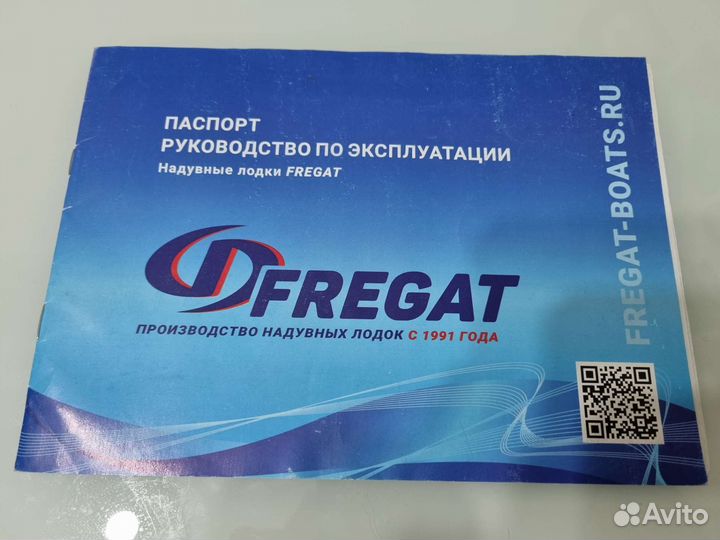 ПАСПОРТ
РУКОВОДСТВО ПО ЭКСПЛУАТАЦИИ
Надувные лодки FREGAT
FREGAT
ПРОИЗВОДСТВО НАДУВНЫХ ЛОДОК С 1991 ГОДА
FREGAT-BOATS.RU
Avito